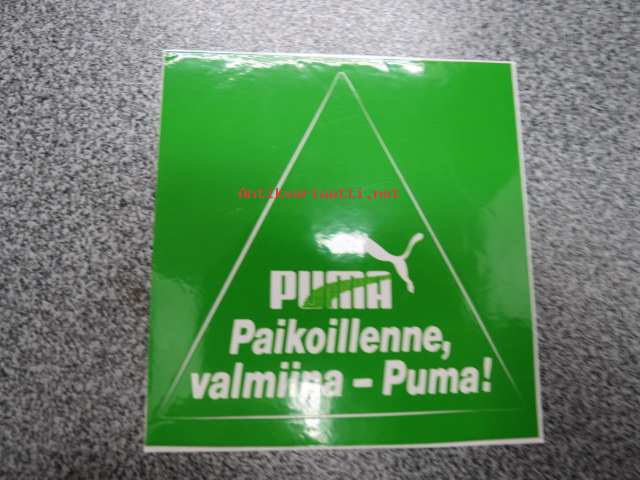 Antikvariaatti.net
PUMA
Paikoillenne,
valmiina – Puma!